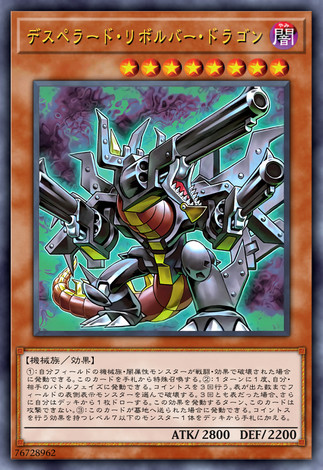 デスペラード・リボルバー・ドラゴン
やみ
闇
【機械族/効果】
①:自分フィールドの機械族・闇属性モンスターが戦闘・効果で破壊された場合
に発動できる。このカードを手札から特殊召喚する。②:1ターンに1度、自分・
相手のバトルフェイズに発動できる。コイントスを3回行う。表が出た数までフ
ィールドの表側表示モンスターを選んで破壊する。3回とも表だった場合、さら
に自分はデッキから1枚ドローする。この効果を発動するターン、このカードは
攻撃できない。③:このカードが墓地へ送られた場合に発動できる。コイントス
を行う効果を持つレベル7以下のモンスター1体をデッキから手札に加える。
ATK/ 2800 DEF/ 2200
76728962